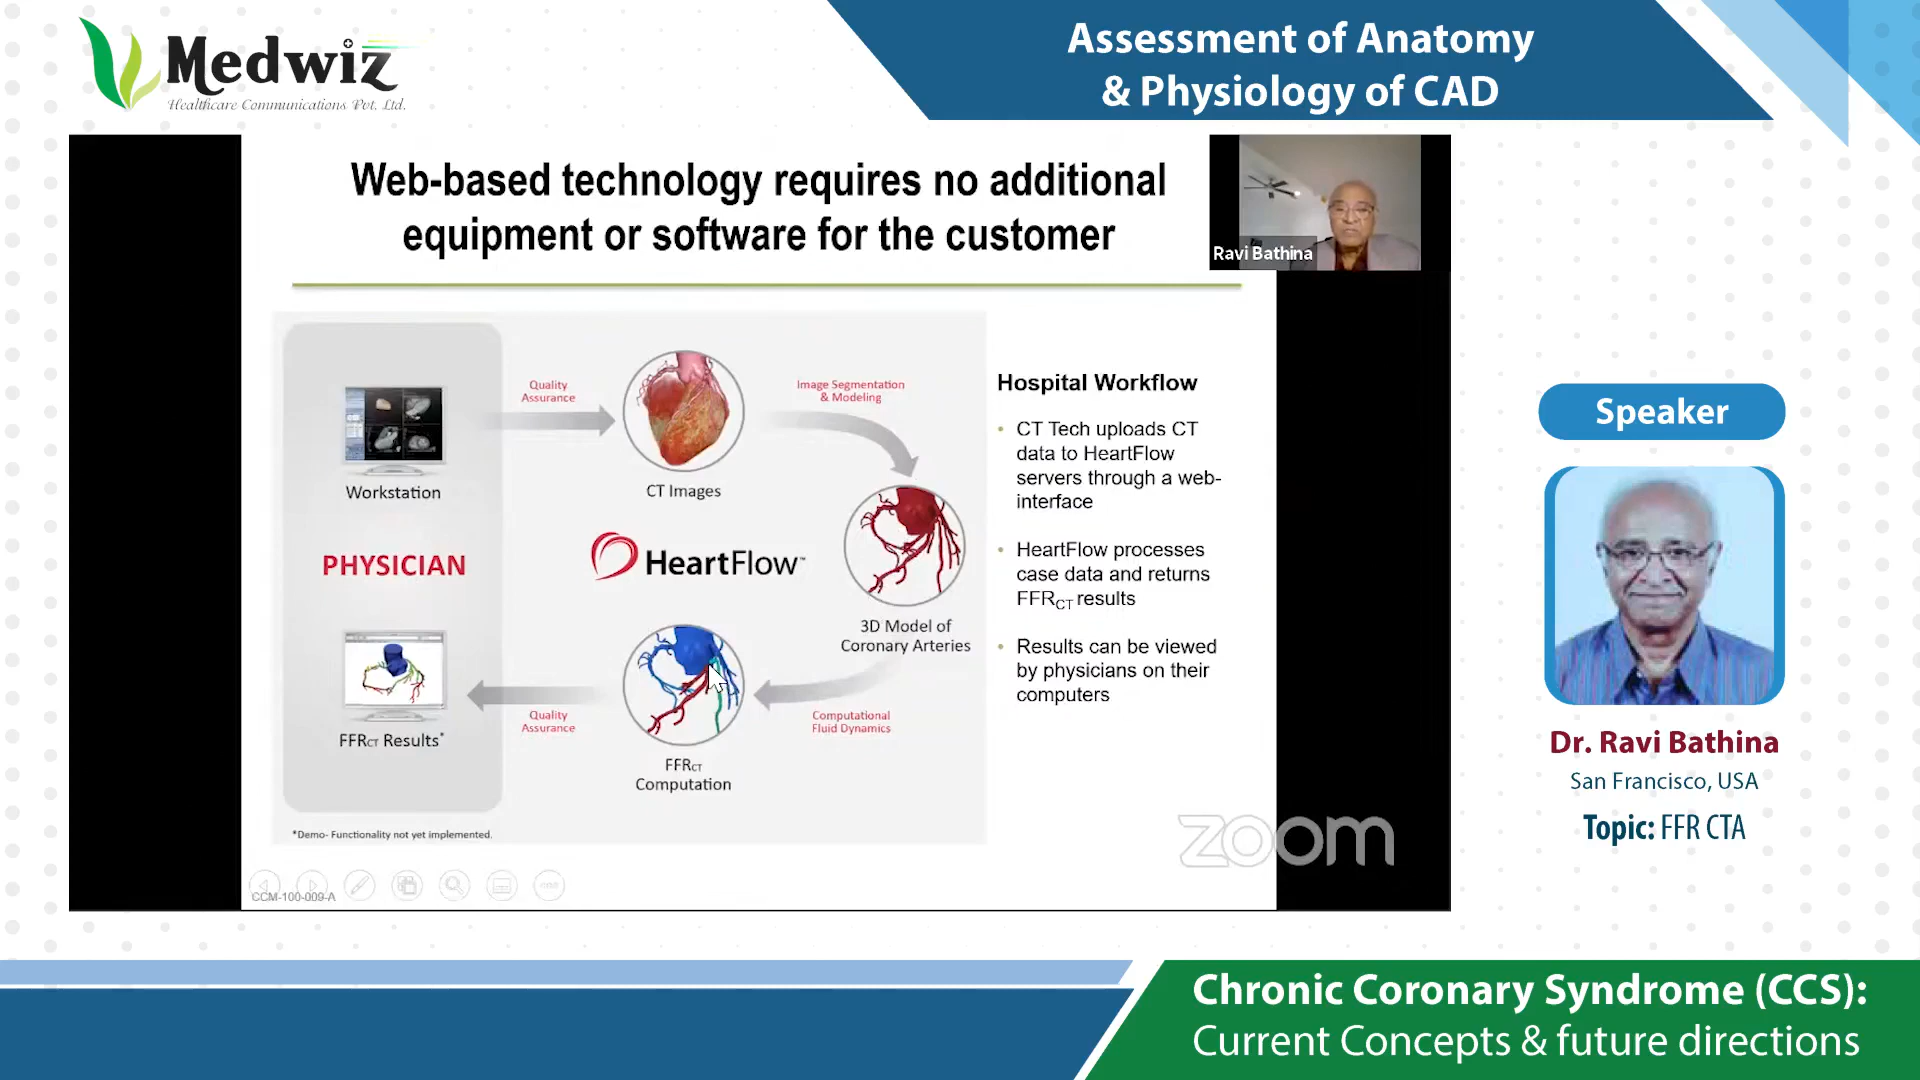 Medwiz
Healthcare Communications Pvt. Ltd.
Assessment of Anatomy
& Physiology of CAD
Web-based technology requires no additional
equipment or software for the customer
Ravi Bathina
Quality
Assurance
Image Segmentation
& Modeling
Workstation
CT Images
PHYSICIAN
HeartFlow™
3D Model of
Coronary Arteries
FFRCT Results*
Quality
Assurance
Computational
Fluid Dynamics
FFRCT
Computation
*Demo- Functionality not yet implemented.
Hospital Workflow
• CT Tech uploads CT
data to HeartFlow
servers through a web-
interface
• HeartFlow processes
case data and returns
FFRCT results
• Results can be viewed
by physicians on their
computers
zoom
CCM-100-009-A
Speaker
Dr. Ravi Bathina
San Francisco, USA
Topic: FFR CTA
Chronic Coronary Syndrome (CCS):
Current Concepts & future directions